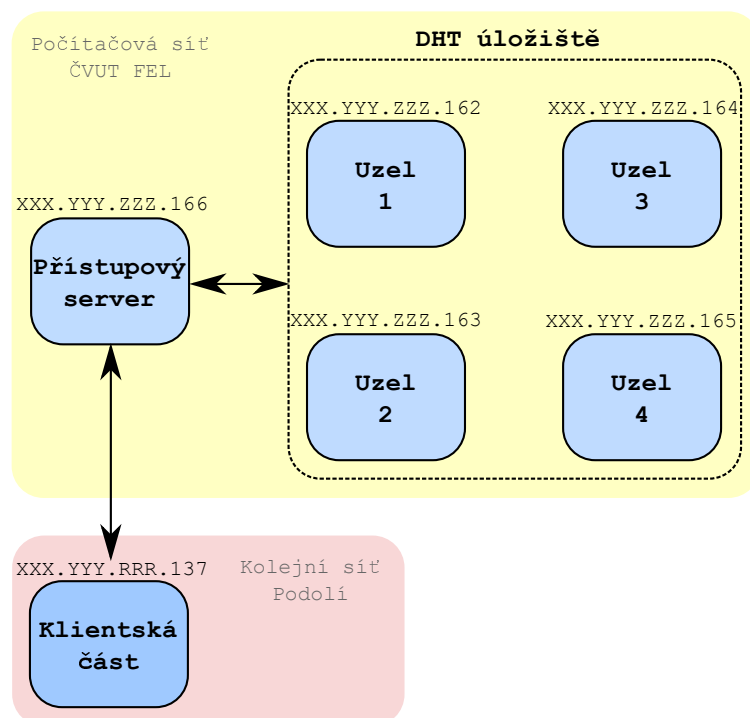 Počítačová síť
ČVUT FEL
DHT úložiště
XXX.YYY.ZZZ.162
XXX.YYY.ZZZ.164
Uzel
1
Uzel
3
XXX.YYY.ZZZ.166
Přístupový
server
XXX.YYY.ZZZ.163
XXX.YYY.ZZZ.165
Uzel
2
Uzel
4
XXX.YYY.RRR.137
Kolejní síť
Podolí
Klientská
část